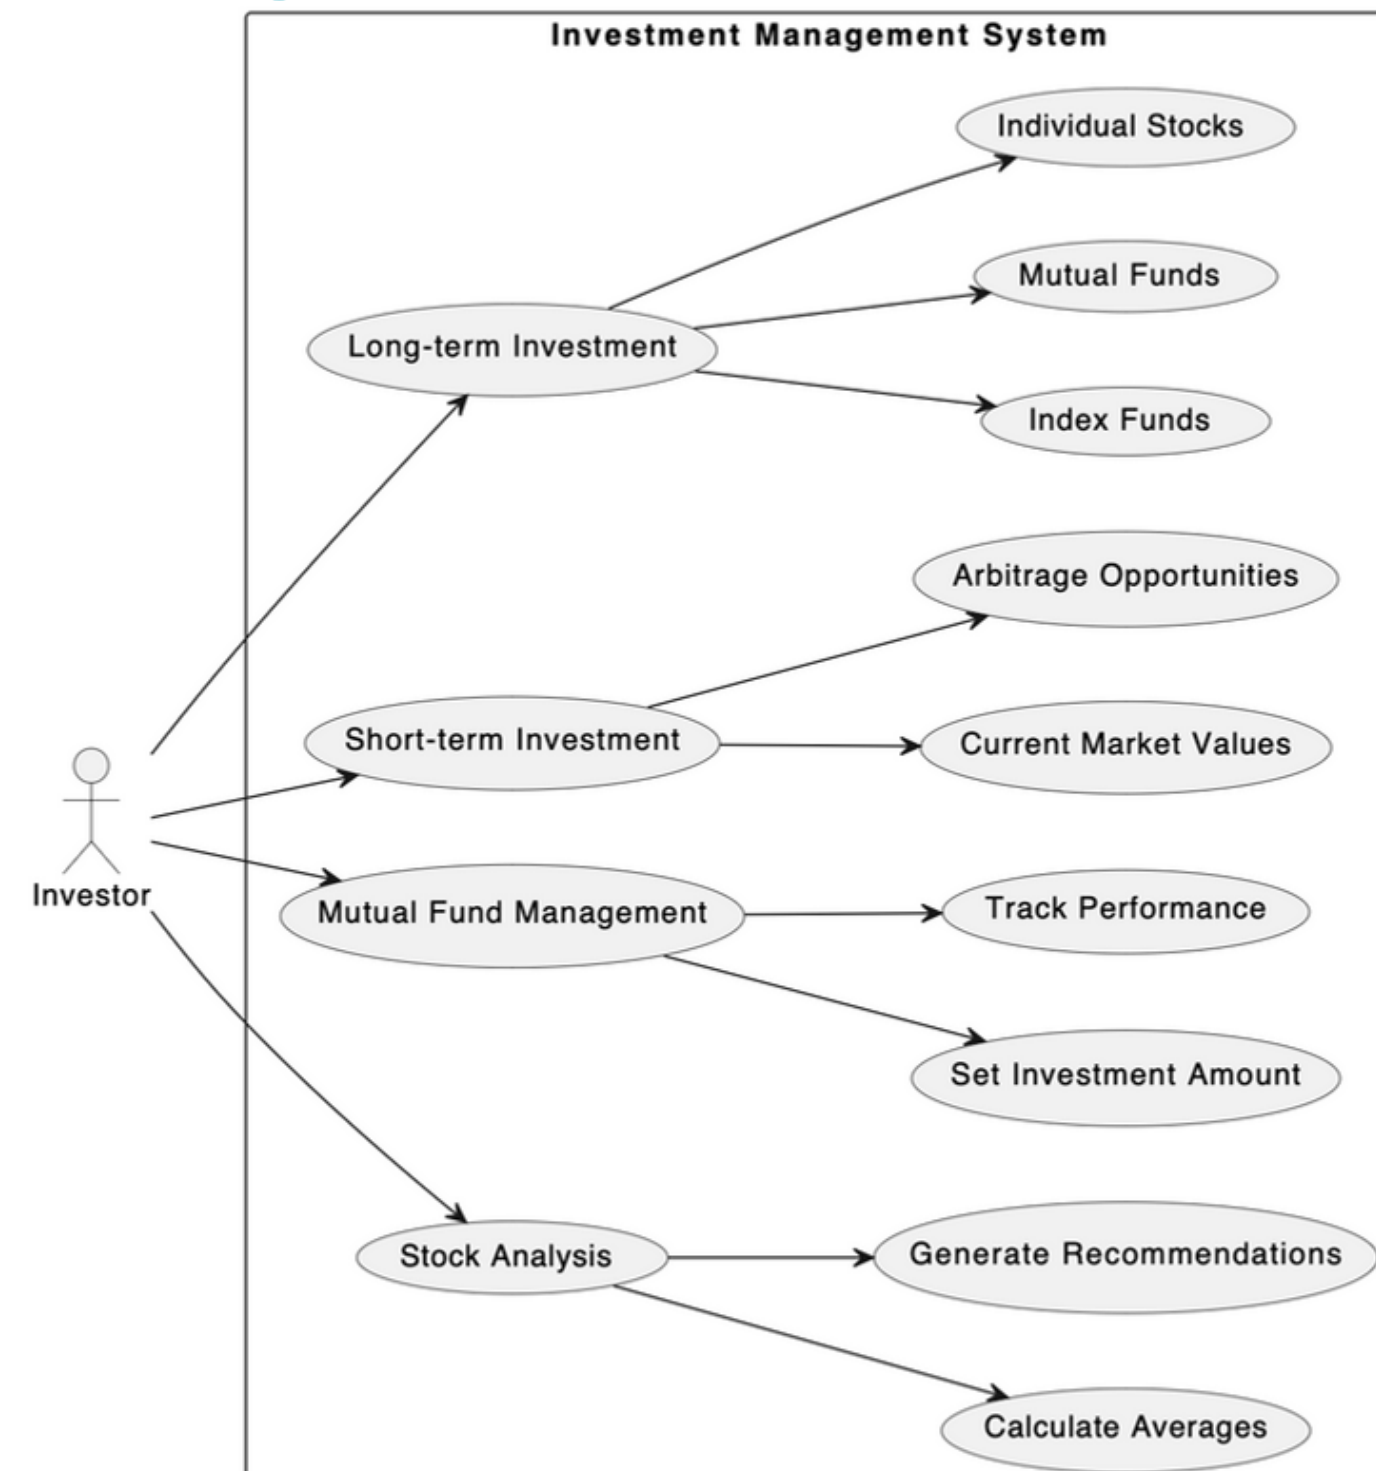 Investment Management System
Individual Stocks
Mutual Funds
Long-term Investment
Index Funds
Arbitrage Opportunities
Short-term Investment
Current Market Values
Investor
Mutual Fund Management
Track Performance
Set Investment Amount
Stock Analysis
Generate Recommendations
Calculate Averages